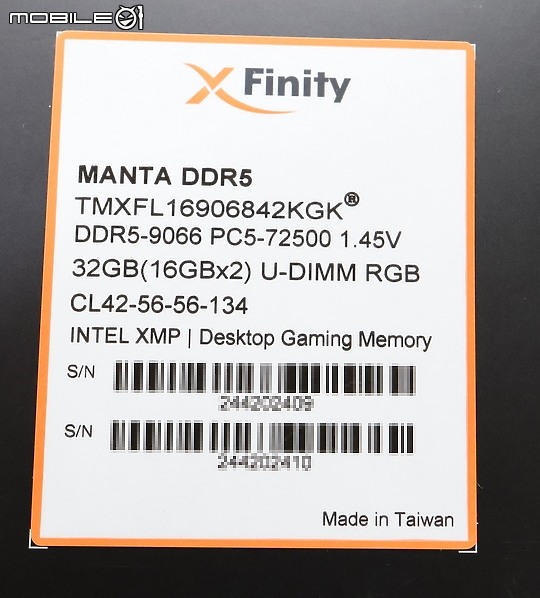 MOBILE01
XFinity
MANTA DDR5
TMXFL16906842KGK®
DDR5-9066 PC5-72500 1.45V
32GB(16GBx2) U-DIMM RGB
CL42-56-56-134
INTEL XMP | Desktop Gaming Memory
S/N
244202409
S/N
244202410
Made in Taiwan